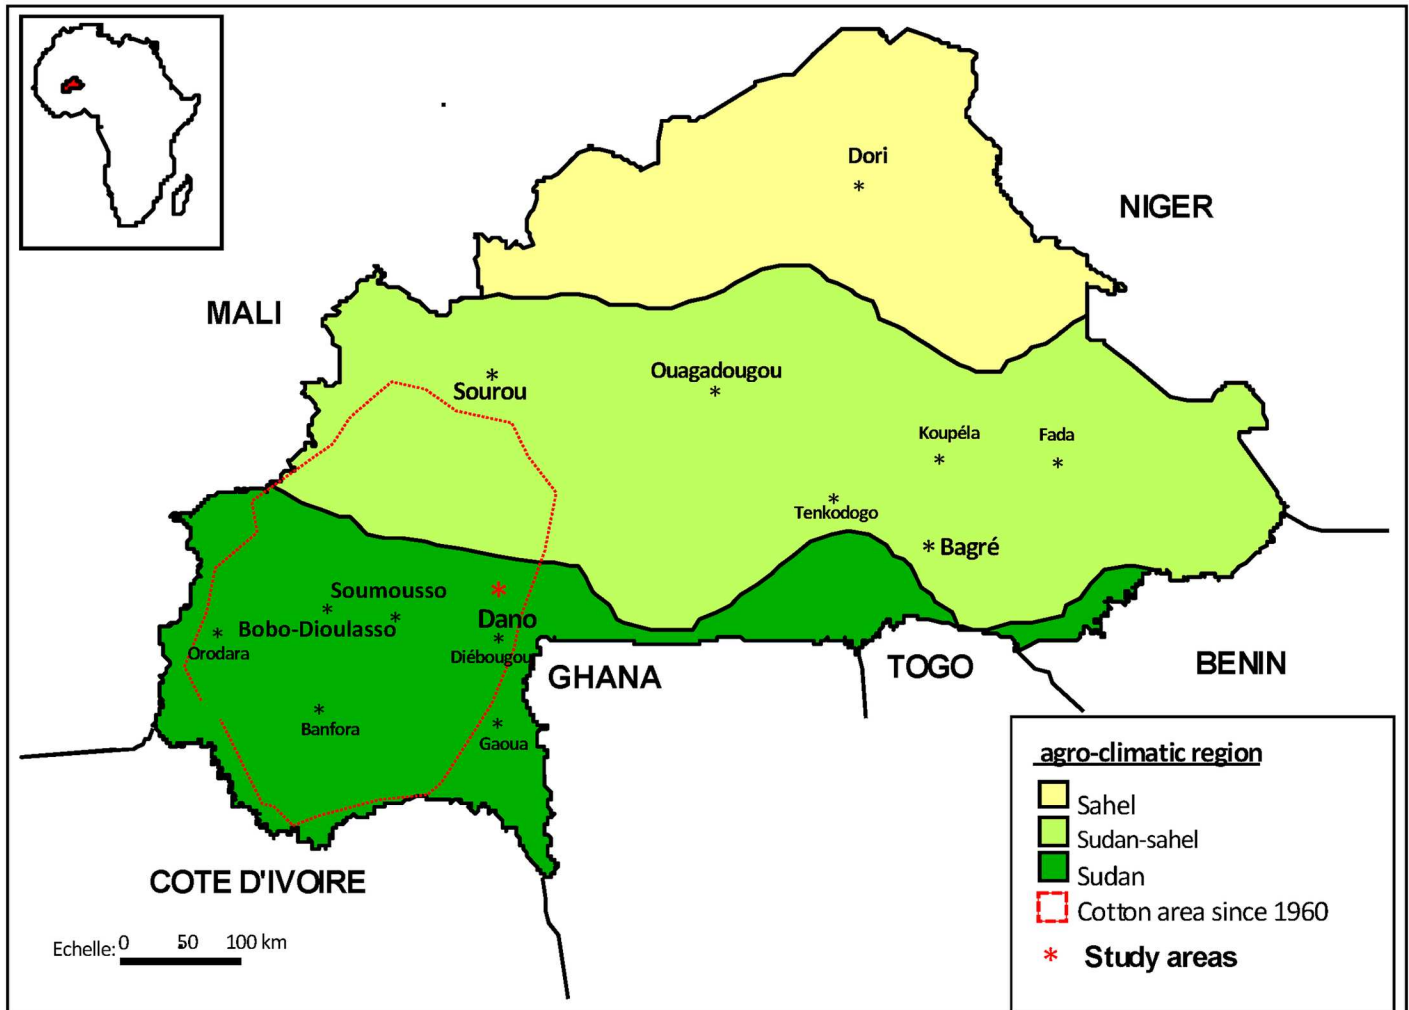 Dori
*
NIGER
MALI
*
Sourou
Ouagadougou
*
Koupéla
*
Fada
*
*
Tenkodogo
* Bagré
Soumousso
*
*
Bobo-Dioulasso
*
Orodara
*
Dano
*
Diébougou
GHANA
TOGO
BENIN
*
Banfora
*
Gaoua
COTE D'IVOIRE
Echelle: 0 50 100 km
agro-climatic region
Sahel
Sudan-sahel
Sudan
Cotton area since 1960
* Study areas